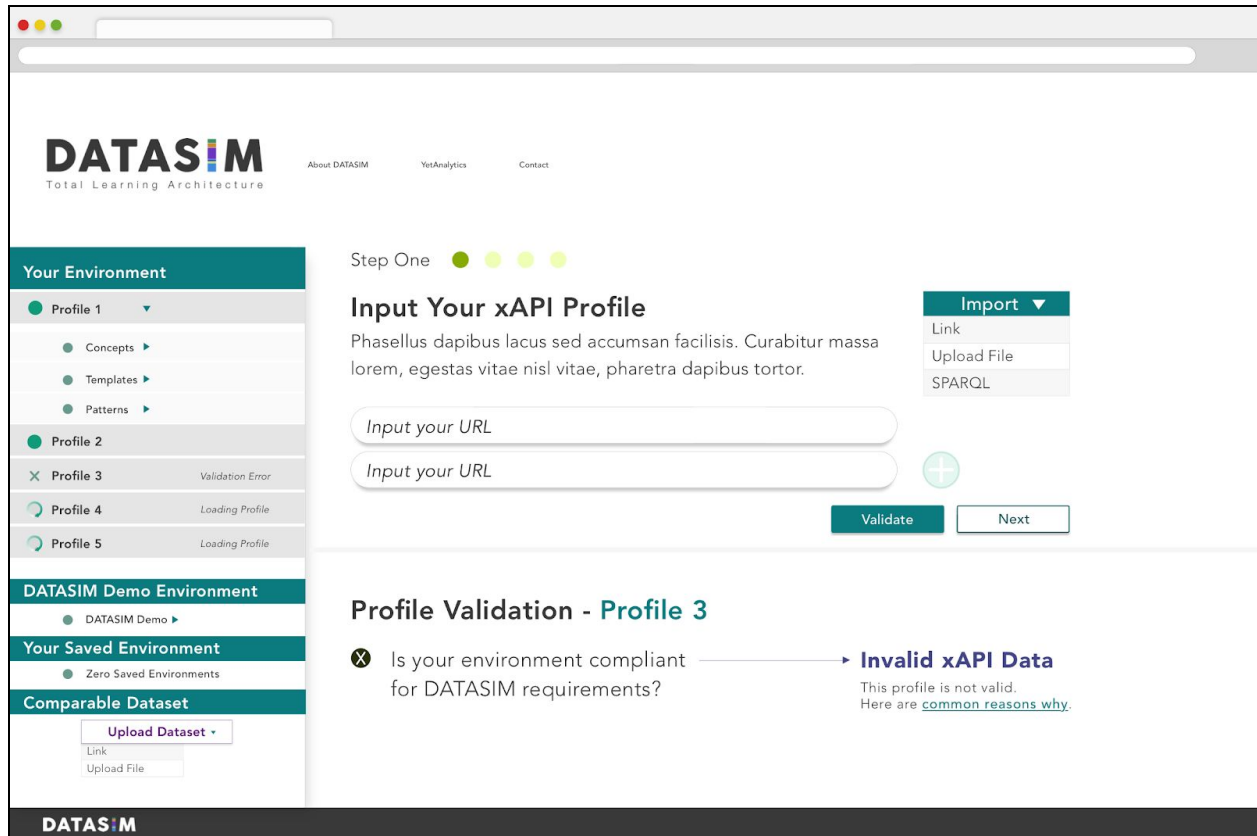 DATASIM
Total Learning Architecture
About DATASIM YetAnalytics Contact
Your Environment
Profile 1
Concepts
Templates
Patterns
Profile 2
Profile 3 Validation Error
Profile 4 Loading Profile
Profile 5 Loading Profile
DATASIM Demo Environment
DATASIM Demo
Your Saved Environment
Zero Saved Environments
Comparable Dataset
Upload Dataset
Link
Upload File
Step One
Input Your xAPI Profile
Phasellus dapibus lacus sed accumsan facilisis. Curabitur massa
lorem, egestas vitae nisl vitae, pharetra dapibus tortor.
Import
Link
Upload File
SPARQL
Input your URL
Input your URL
Validate Next
Profile Validation - Profile 3
X Is your environment compliant
for DATASIM requirements?
Invalid xAPI Data
This profile is not valid.
Here are common reasons why.
DATASIM